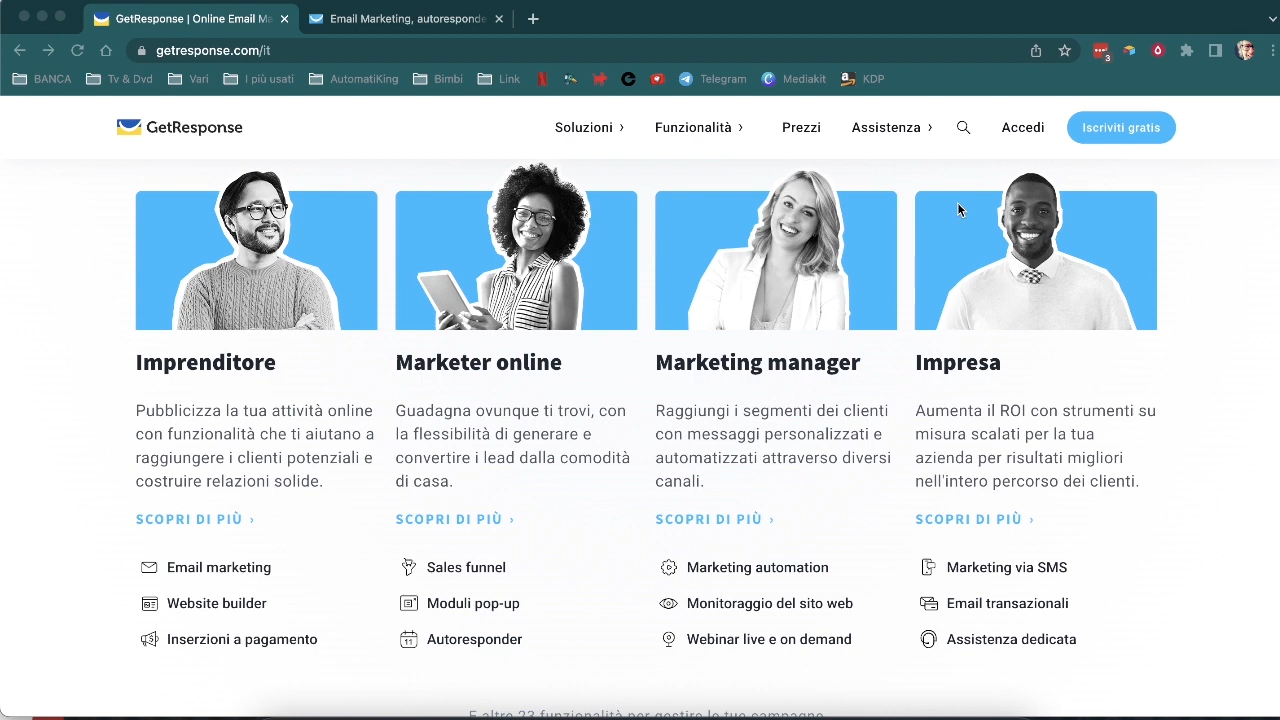 GetResponse | Online Email Ma
Email Marketing, autoresponde
getresponse.com/it
3
BANCA
Tv & Dvd
Vari
I più usati
AutomatiKing
Bimbi
Link
Telegram
Mediakit
KDP
GetResponse
Soluzioni
Funzionalità
Prezzi
Assistenza
Accedi
Iscriviti gratis
Imprenditore
Pubblicizza la tua attività online
con funzionalità che ti aiutano a
raggiungere i clienti potenziali e
costruire relazioni solide.
SCOPRI DI PIÙ ›
Email marketing
Website builder
Inserzioni a pagamento
Marketer online
Guadagna ovunque ti trovi, con
la flessibilità di generare e
convertire i lead dalla comodità
di casa.
SCOPRI DI PIÙ ›
Sales funnel
Moduli pop-up
11
Autoresponder
Marketing manager
Raggiungi i segmenti dei clienti
con messaggi personalizzati e
automatizzati attraverso diversi
canali.
SCOPRI DI PIÙ ›
Marketing automation
Monitoraggio del sito web
Webinar live e on demand
Impresa
Aumenta il ROI con strumenti su
misura scalati per la tua
azienda per risultati migliori
nell'intero percorso dei clienti.
SCOPRI DI PIÙ ›
Marketing via SMS
Email transazionali
Assistenza dedicata
E altre 23 funzionalità per gestire le tue campagne